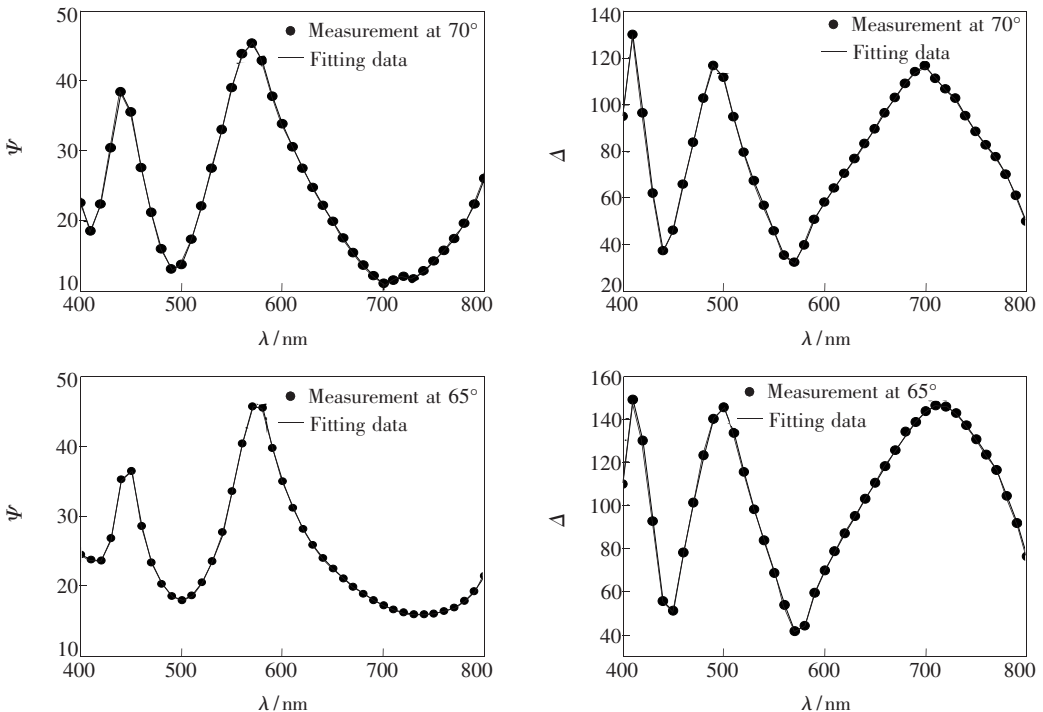 50
40
30
20
10
Ψ
Measurement at 70°
Fitting data
400 500 600 700 800
λ/nm
140
120
100
80
60
40
20
Δ
Measurement at 70°
Fitting data
400 500 600 700 800
λ/nm
50
40
30
20
10
Ψ
Measurement at 65°
Fitting data
400 500 600 700 800
λ/nm
160
140
120
100
80
60
40
Δ
Measurement at 65°
Fitting data
400 500 600 700 800
λ/nm